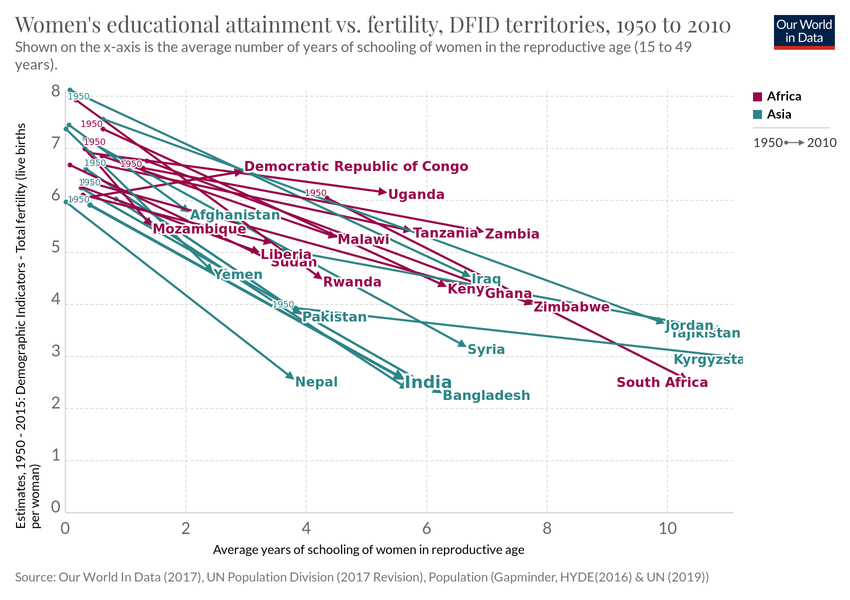 Women's educational attainment vs. fertility, DFID territories, 1950 to 2010
Shown on the x-axis is the average number of years of schooling of women in the reproductive age (15 to 49
years).
Our World
in Data
Africa
Asia
1950 2010
Estimates, 1950 - 2015: Demographic Indicators - Total fertility (live births
per woman)
8
7
6
5
4
3
2
1
0
1950
1950
1950
1950
1950
1950
1950
1950
1950
Democratic Republic of Congo
Uganda
Afghanistan
Mozambique
Malawi
Tanzania
Zambia
Liberia
Sudan
Yemen
Rwanda
Iraq
Ghana
Zimbabwe
Pakistan
Jordan
Tajikistan
Syria
Kyrgyzsta
Nepal
India
Bangladesh
South Africa
0 2 4 6 8 10
Average years of schooling of women in reproductive age
Source: Our World In Data (2017), UN Population Division (2017 Revision), Population (Gapminder, HYDE(2016) & UN (2019))